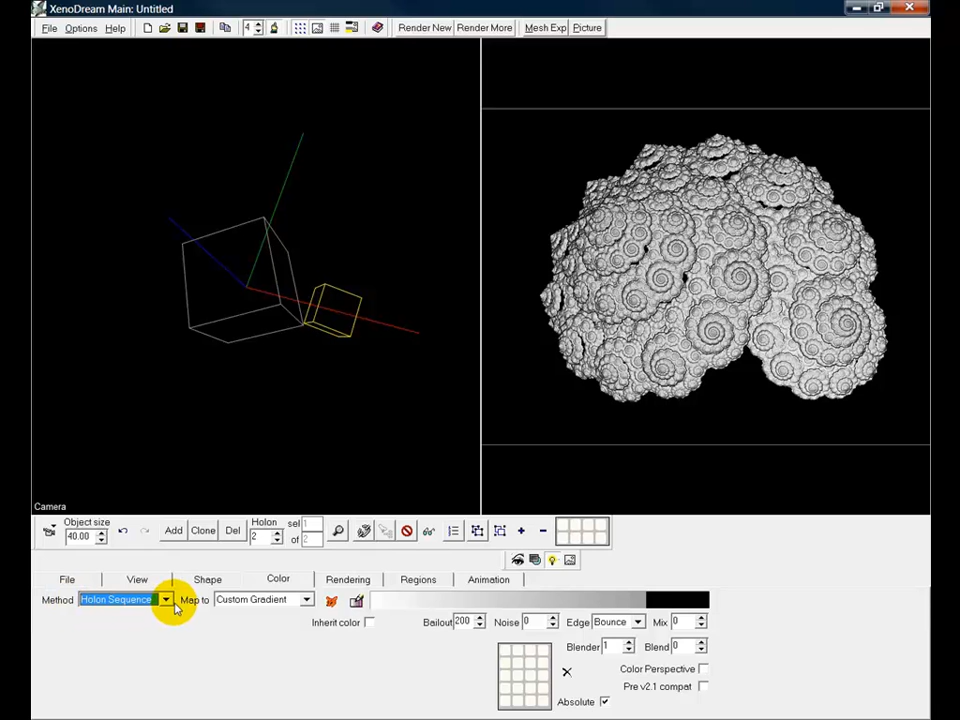 XenoDream Main: Untitled
File Options Help 4 Render New Render More Mesh Exp Picture
Camera
Object size
40.00
Add Clone Del
Holon
2
sel 1
of 2
File View Shape Color Rendering Regions Animation
Method Holon Sequence Map to Custom Gradient
Inherit color Bailout 200 Noise 0 Edge Bounce Mix 0
Blender 1 Blend 0
Color Perspective
Pre v2.1 compat
Absolute